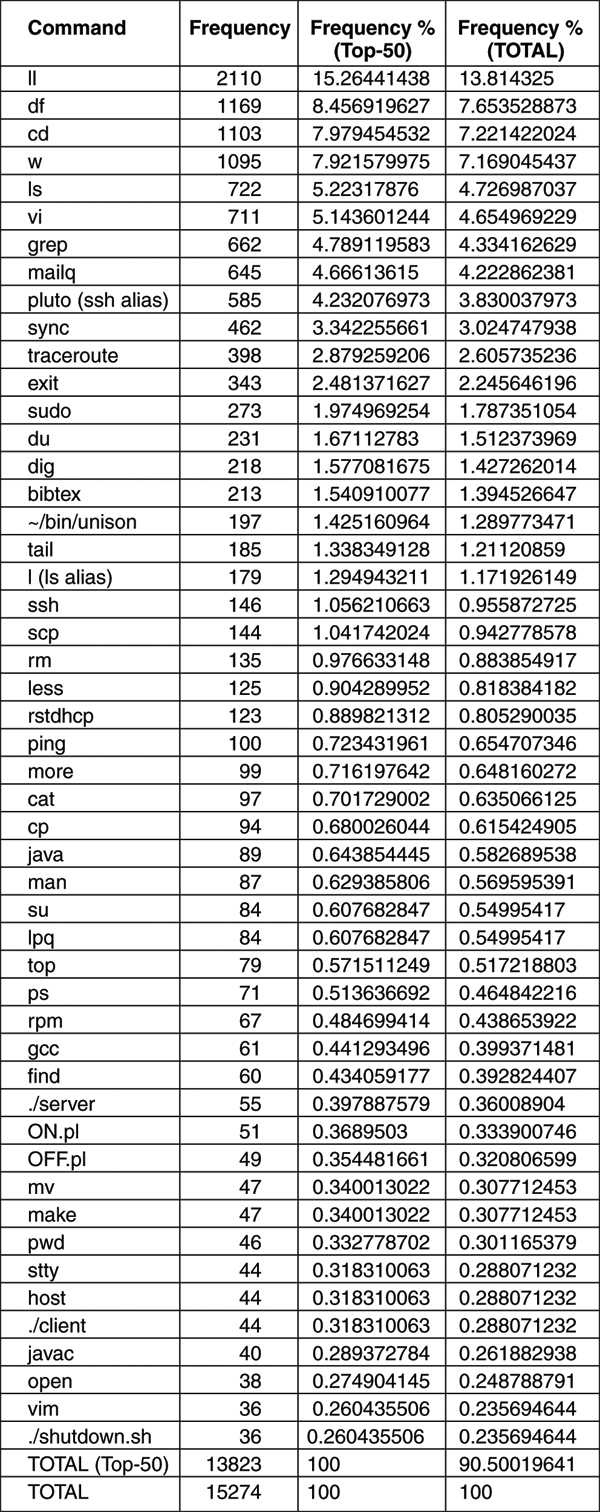 Command Frequency Frequency % (Top-50) Frequency % (TOTAL)
ll 2110 15.26441438 13.814325
df 1169 8.456919627 7.653528873
cd 1103 7.979454532 7.221422024
w 1095 7.921579975 7.169045437
ls 722 5.22317876 4.726987037
vi 711 5.143601244 4.654969229
grep 662 4.789119583 4.334162629
mailq 645 4.66613615 4.222862381
pluto (ssh alias) 585 4.232076973 3.830037973
sync 462 3.342255661 3.024747938
traceroute 398 2.879259206 2.605735236
exit 343 2.481371627 2.245646196
sudo 273 1.974969254 1.787351054
du 231 1.67112783 1.512373969
dig 218 1.577081675 1.427262014
bibtex 213 1.540910077 1.394526647
~/bin/unison 197 1.425160964 1.289773471
tail 185 1.338349128 1.21120859
l (ls alias) 179 1.294943211 1.171926149
ssh 146 1.056210663 0.955872725
scp 144 1.041742024 0.942778578
rm 135 0.976633148 0.883854917
less 125 0.904289952 0.818384182
rstdhcp 123 0.889821312 0.805290035
ping 100 0.723431961 0.654707346
more 99 0.716197642 0.648160272
cat 97 0.701729002 0.635066125
cp 94 0.680026044 0.615424905
java 89 0.643854445 0.582689538
man 87 0.629385806 0.569595391
su 84 0.607682847 0.54995417
lpq 84 0.607682847 0.54995417
top 79 0.571511249 0.517218803
ps 71 0.513636692 0.464842216
rpm 67 0.484699414 0.438653922
gcc 61 0.441293496 0.399371481
find 60 0.434059177 0.392824407
./server 55 0.397887579 0.36008904
ON.pl 51 0.3689503 0.333900746
OFF.pl 49 0.354481661 0.320806599
mv 47 0.340013022 0.307712453
make 47 0.340013022 0.307712453
pwd 46 0.332778702 0.301165379
stty 44 0.318310063 0.288071232
host 44 0.318310063 0.288071232
./client 44 0.318310063 0.288071232
javac 40 0.289372784 0.261882938
open 38 0.274904145 0.248788791
vim 36 0.260435506 0.235694644
./shutdown.sh 36 0.260435506 0.235694644
TOTAL (Top-50) 13823 100 90.50019641
TOTAL 15274 100 100